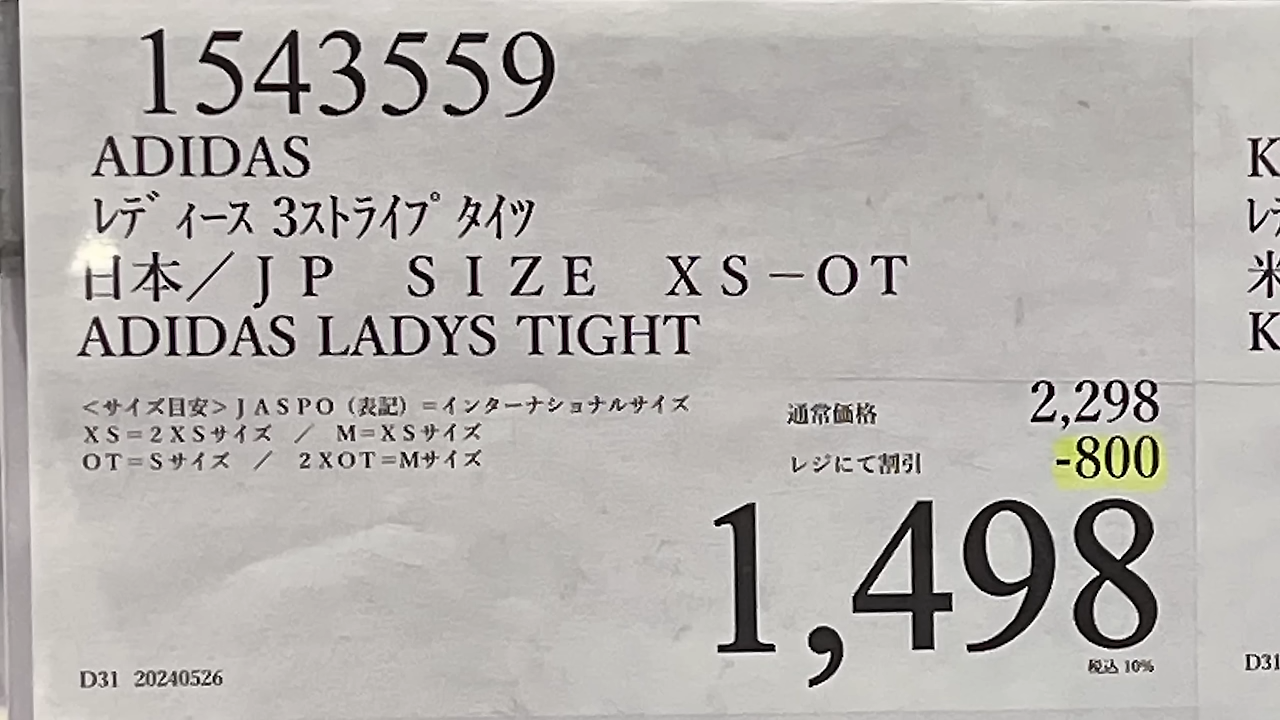 1543559
ADIDAS
ﾚﾃﾞｨｰｽ 3ｽﾄﾗｲﾌﾟ ﾀｲﾂ
日本／ＪＰ　ＳＩＺＥ　ＸＳ－ＯＴ
ADIDAS LADYS TIGHT
＜サイズ目安＞ＪＡＳＰＯ（表記）＝インターナショナルサイズ
ＸＳ＝２ＸＳサイズ　／　Ｍ＝ＸＳサイズ
ＯＴ＝Ｓサイズ　／　２ＸＯＴ＝Ｍサイズ
通常価格 2,298
レジにて割引 -800
1,498
税込 10%
D31 20240526
K
ﾚﾃﾞ
米
K
D31